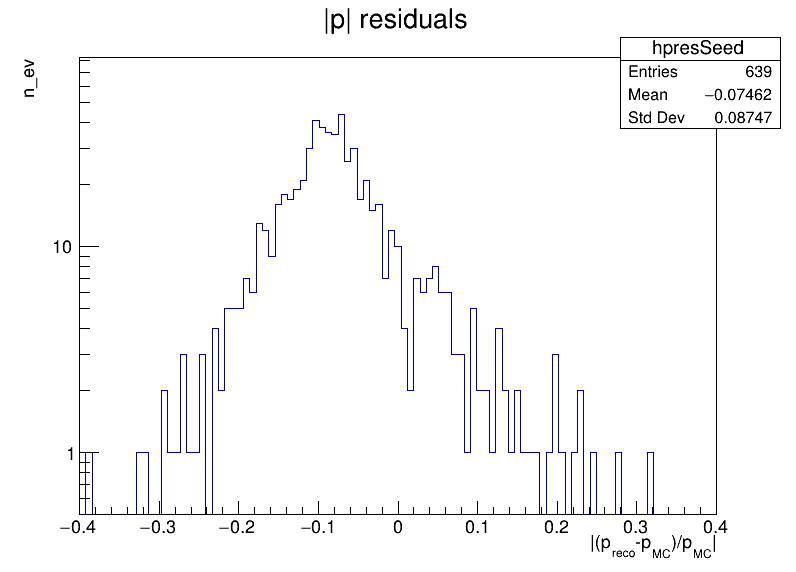 |p| residuals
n_ev
hpresSeed
Entries 639
Mean −0.07462
Std Dev 0.08747
10
1
−0.4 −0.3 −0.2 −0.1 0 0.1 0.2 0.3 0.4
|(p_reco-p_MC)/p_MC|